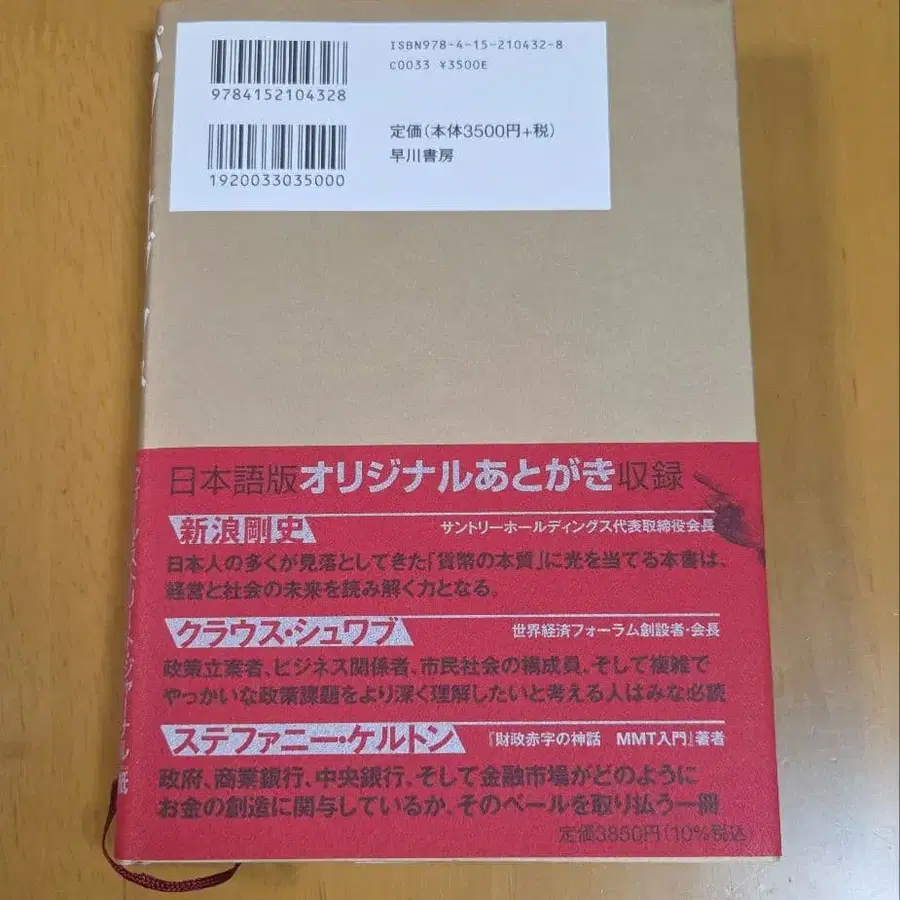 ISBN978-4-15-210432-8
C0033 ¥3500E
9784152104328
定価(本体3500円+税)
早川書房
1920033035000
日本語版オリジナルあとがき収録
新浪剛史 サントリーホールディングス代表取締役会長
日本人の多くが見落としてきた「貨幣の本質」に光を当てる本書は、
経営と社会の未来を読み解く力となる。
クラウス・シュワブ 世界経済フォーラム創設者・会長
政策立案者、ビジネス関係者、市民社会の構成員、そして複雑で
やっかいな政策課題をより深く理解したいと考える人はみな必読
ステファニー・ケルトン 『財政赤字の神話 MMT入門』著者
政府、商業銀行、中央銀行、そして金融市場がどのように
お金の創造に関与しているか、そのベールを取り払う一冊
定価3850円(10%税込